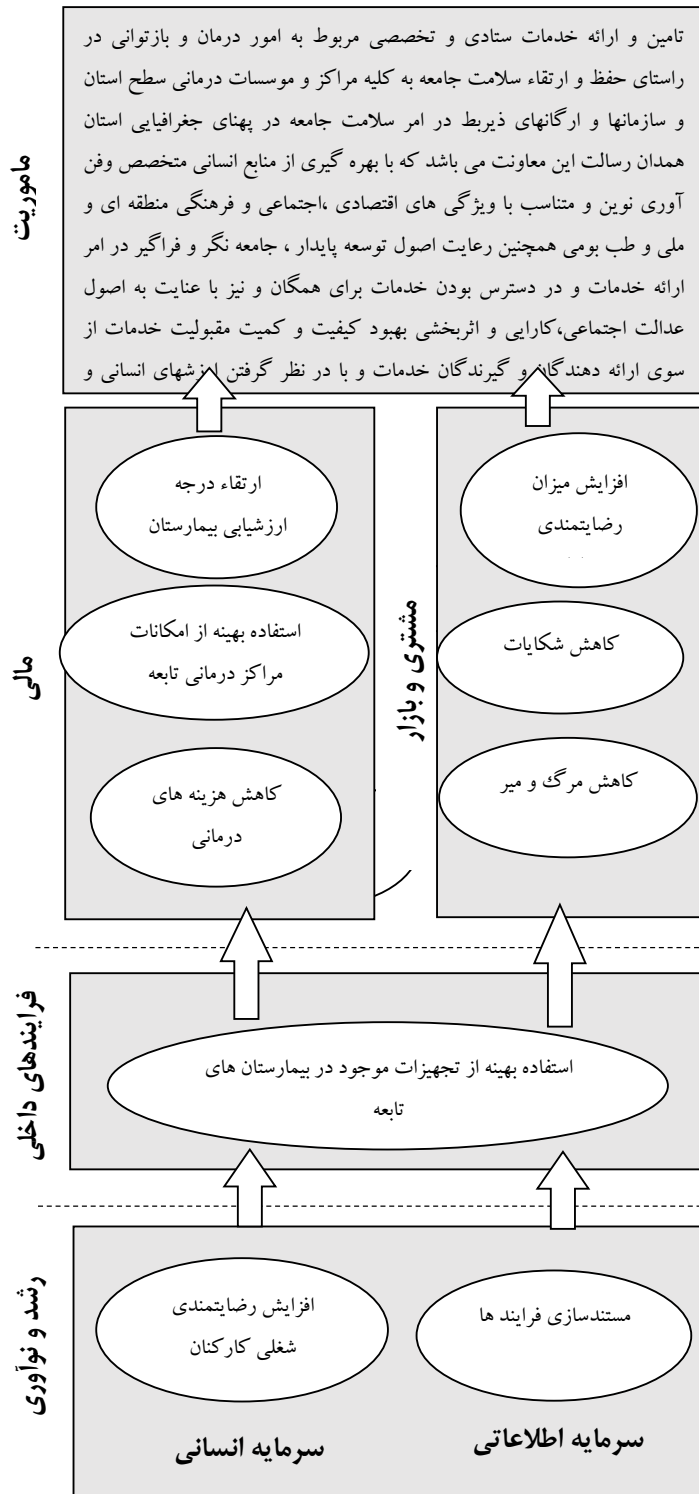 ماموریت
تامین و ارائه خدمات ستادی و تخصصی مربوط به امور درمان و بازتوانی در
راستای حفظ و ارتقاء سلامت جامعه به کلیه مراکز و موسسات درمانی سطح استان
و سازمانها و ارگانهای ذیربط در امر سلامت جامعه در پهنای جغرافیایی استان
همدان رسالت این معاونت می باشد که با بهره گیری از منابع انسانی متخصص وفن
آوری نوین و متناسب با ویژگی های اقتصادی ،اجتماعی و فرهنگی منطقه ای و
ملی و طب بومی همچنین رعایت اصول توسعه پایدار ، جامعه نگر و فراگیر در امر
ارائه خدمات و در دسترس بودن خدمات برای همگان و نیز با عنایت به اصول
عدالت اجتماعی،کارایی و اثربخشی بهبود کیفیت و کمیت مقبولیت خدمات از
سوی ارائه دهندگان و گیرندگان خدمات و با در نظر گرفتن ارزشهای انسانی و
مشتری و بازار
افزایش میزان
رضایتمندی
کاهش شکایات
کاهش مرگ و میر
مالی
ارتقاء درجه
ارزشیابی بیمارستان
استفاده بهینه از امکانات
مراکز درمانی تابعه
کاهش هزینه های
درمانی
فرایندهای داخلی
استفاده بهینه از تجهیزات موجود در بیمارستان های
تابعه
رشد و نوآوری
مستندسازی فرایند ها
سرمایه اطلاعاتی
افزایش رضایتمندی
شغلی کارکنان
سرمایه انسانی